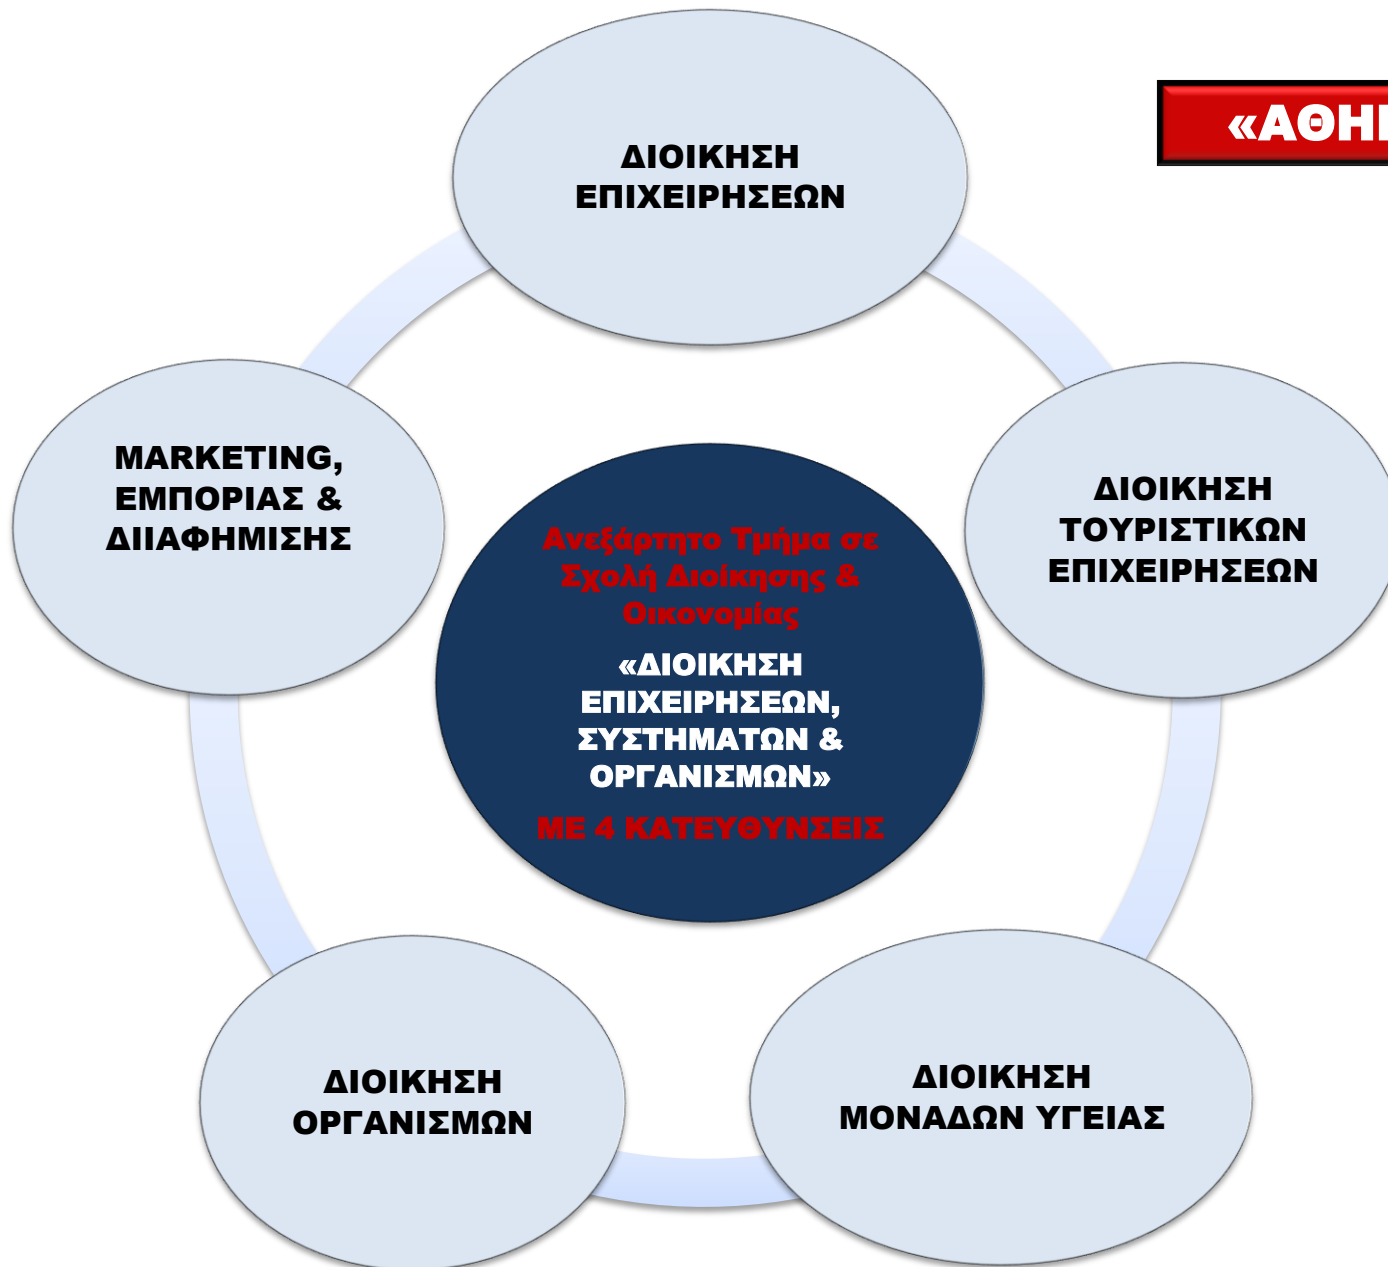 «ΑΘΗ
ΔΙΟΙΚΗΣΗ
ΕΠΙΧΕΙΡΗΣΕΩΝ
MARKETING,
ΕΜΠΟΡΙΑΣ &
ΔΙΙΑΦΗΜΙΣΗΣ
ΔΙΟΙΚΗΣΗ
ΤΟΥΡΙΣΤΙΚΩΝ
ΕΠΙΧΕΙΡΗΣΕΩΝ
Ανεξάρτητο Τμήμα σε
Σχολή Διοίκησης &
Οικονομίας
«ΔΙΟΙΚΗΣΗ
ΕΠΙΧΕΙΡΗΣΕΩΝ,
ΣΥΣΤΗΜΑΤΩΝ &
ΟΡΓΑΝΙΣΜΩΝ»
ΜΕ 4 ΚΑΤΕΥΘΥΝΣΕΙΣ
ΔΙΟΙΚΗΣΗ
ΟΡΓΑΝΙΣΜΩΝ
ΔΙΟΙΚΗΣΗ
ΜΟΝΑΔΩΝ ΥΓΕΙΑΣ